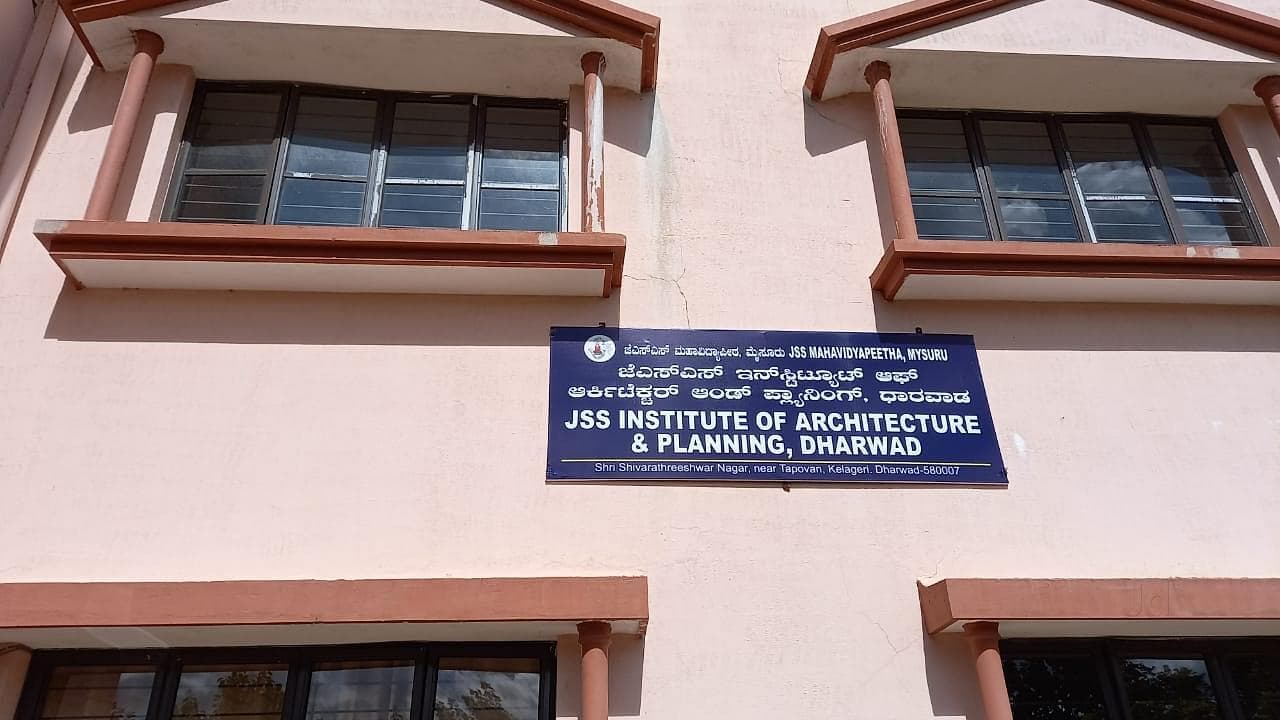 ಜೆಎಸ್ಎಸ್ ಮಹಾವಿದ್ಯಾಪೀಠ, ಮೈಸೂರು JSS MAHAVIDYAPEETHA, MYSURU
ಜೆಎಸ್ಎಸ್ ಇನ್‌ಸ್ಟಿಟ್ಯೂಟ್ ಆಫ್
ಆರ್ಕಿಟೆಕ್ಚರ್ ಆಂಡ್ ಪ್ಲ್ಯಾನಿಂಗ್, ಧಾರವಾಡ
JSS INSTITUTE OF ARCHITECTURE
& PLANNING, DHARWAD
Shri Shivarathreeshwar Nagar, near Tapovan, Kelageri, Dharwad-580007